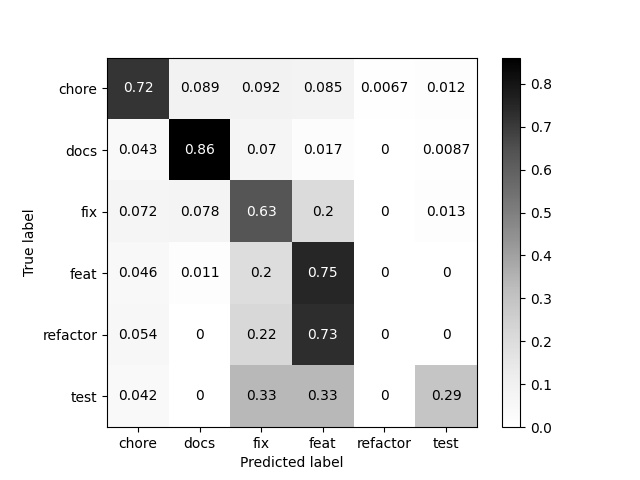 chore 0.72 0.089 0.092 0.085 0.0067 0.012
docs 0.043 0.86 0.07 0.017 0 0.0087
fix 0.072 0.078 0.63 0.2 0 0.013
feat 0.046 0.011 0.2 0.75 0 0
refactor 0.054 0 0.22 0.73 0 0
test 0.042 0 0.33 0.33 0 0.29
chore docs fix feat refactor test
Predicted label
True label
0.8
0.7
0.6
0.5
0.4
0.3
0.2
0.1
0.0